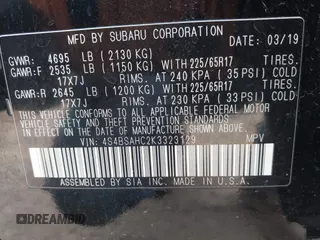 MFD BY SUBARU CORPORATION DATE: 03/19
GVWR: 4695 LB (2130 KG)
GAWR: F 2535 LB (1150 KG) WITH 225/65R17 TIRES.
17X7J RIMS. AT 240 KPA (35 PSI) COLD
GAWR: R 2645 LB (1200 KG) WITH 225/65R17 TIRES.
17X7J RIMS. AT 230 KPA (33 PSI) COLD
THIS VEHICLE CONFORMS TO ALL APPLICABLE FEDERAL MOTOR
VEHICLE SAFETY AND THEFT PREVENTION STANDARDS IN EFFECT
ON THE DATE OF MANUFACTURE SHOWN ABOVE.
VIN: 4S4BSAHC2K3323129 MPV
ASSEMBLED BY SIA INC. MADE IN U.S.A.
DREAMBID